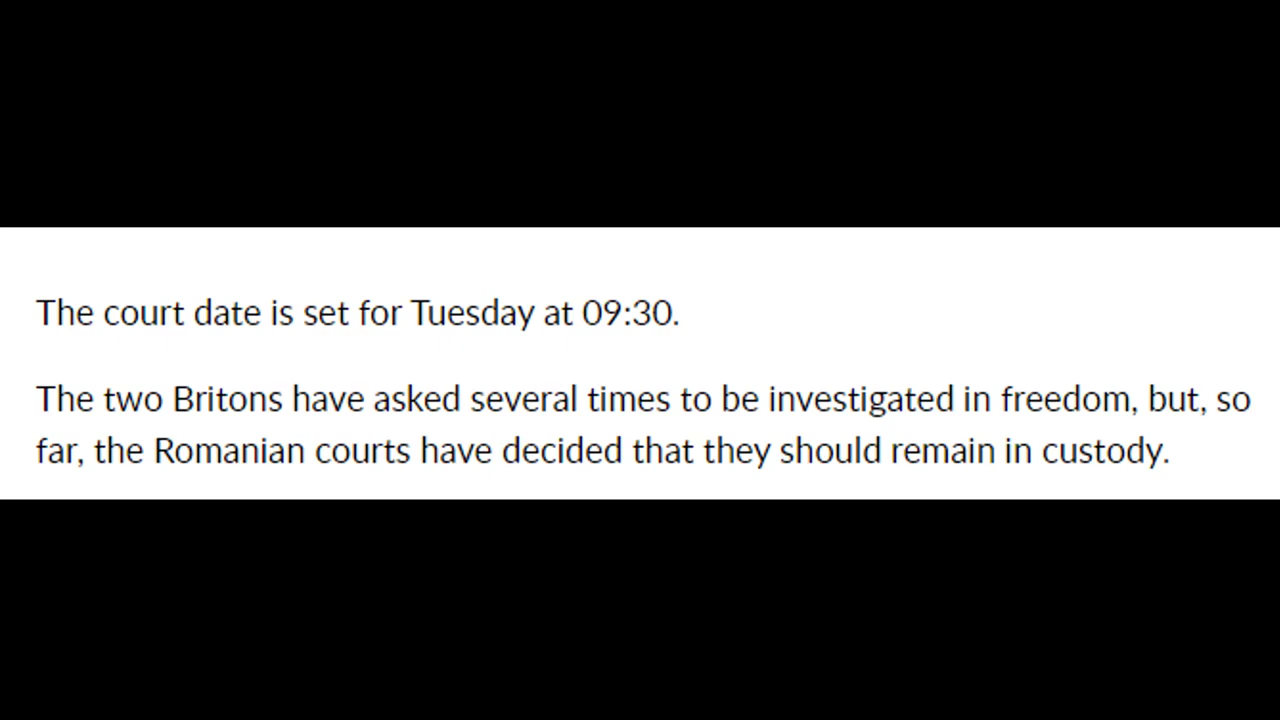 The court date is set for Tuesday at 09:30.
The two Britons have asked several times to be investigated in freedom, but, so
far, the Romanian courts have decided that they should remain in custody.